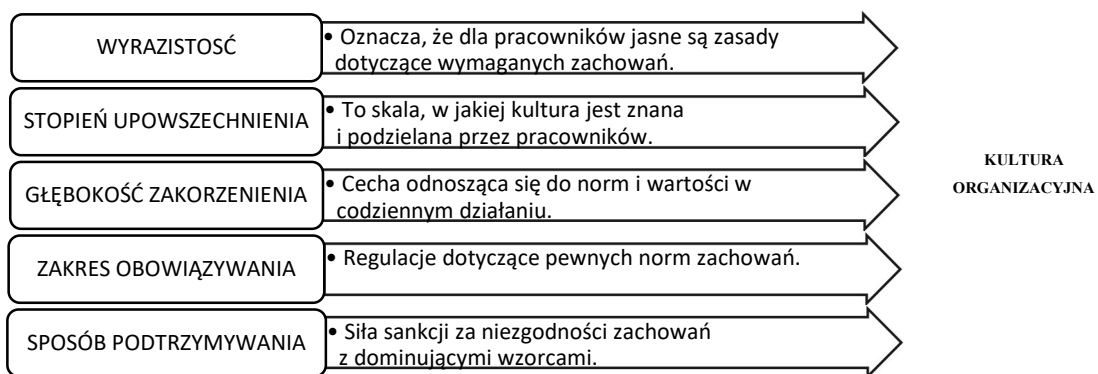 WYRAZISTOŚĆ
• Oznacza, że dla pracowników jasne są zasady
dotyczące wymaganych zachowań.
STOPIEŃ UPOWSZECHNIENIA
• To skala, w jakiej kultura jest znana
i podzielana przez pracowników.
GŁĘBOKOŚĆ ZAKORZENIENIA
• Cecha odnosząca się do norm i wartości w
codziennym działaniu.
ZAKRES OBOWIĄZYWANIA
• Regulacje dotyczące pewnych norm zachowań.
SPOSÓB PODTRZYMYWANIA
• Siła sankcji za niezgodności zachowań
z dominującymi wzorcami.
KULTURA
ORGANIZACYJNA